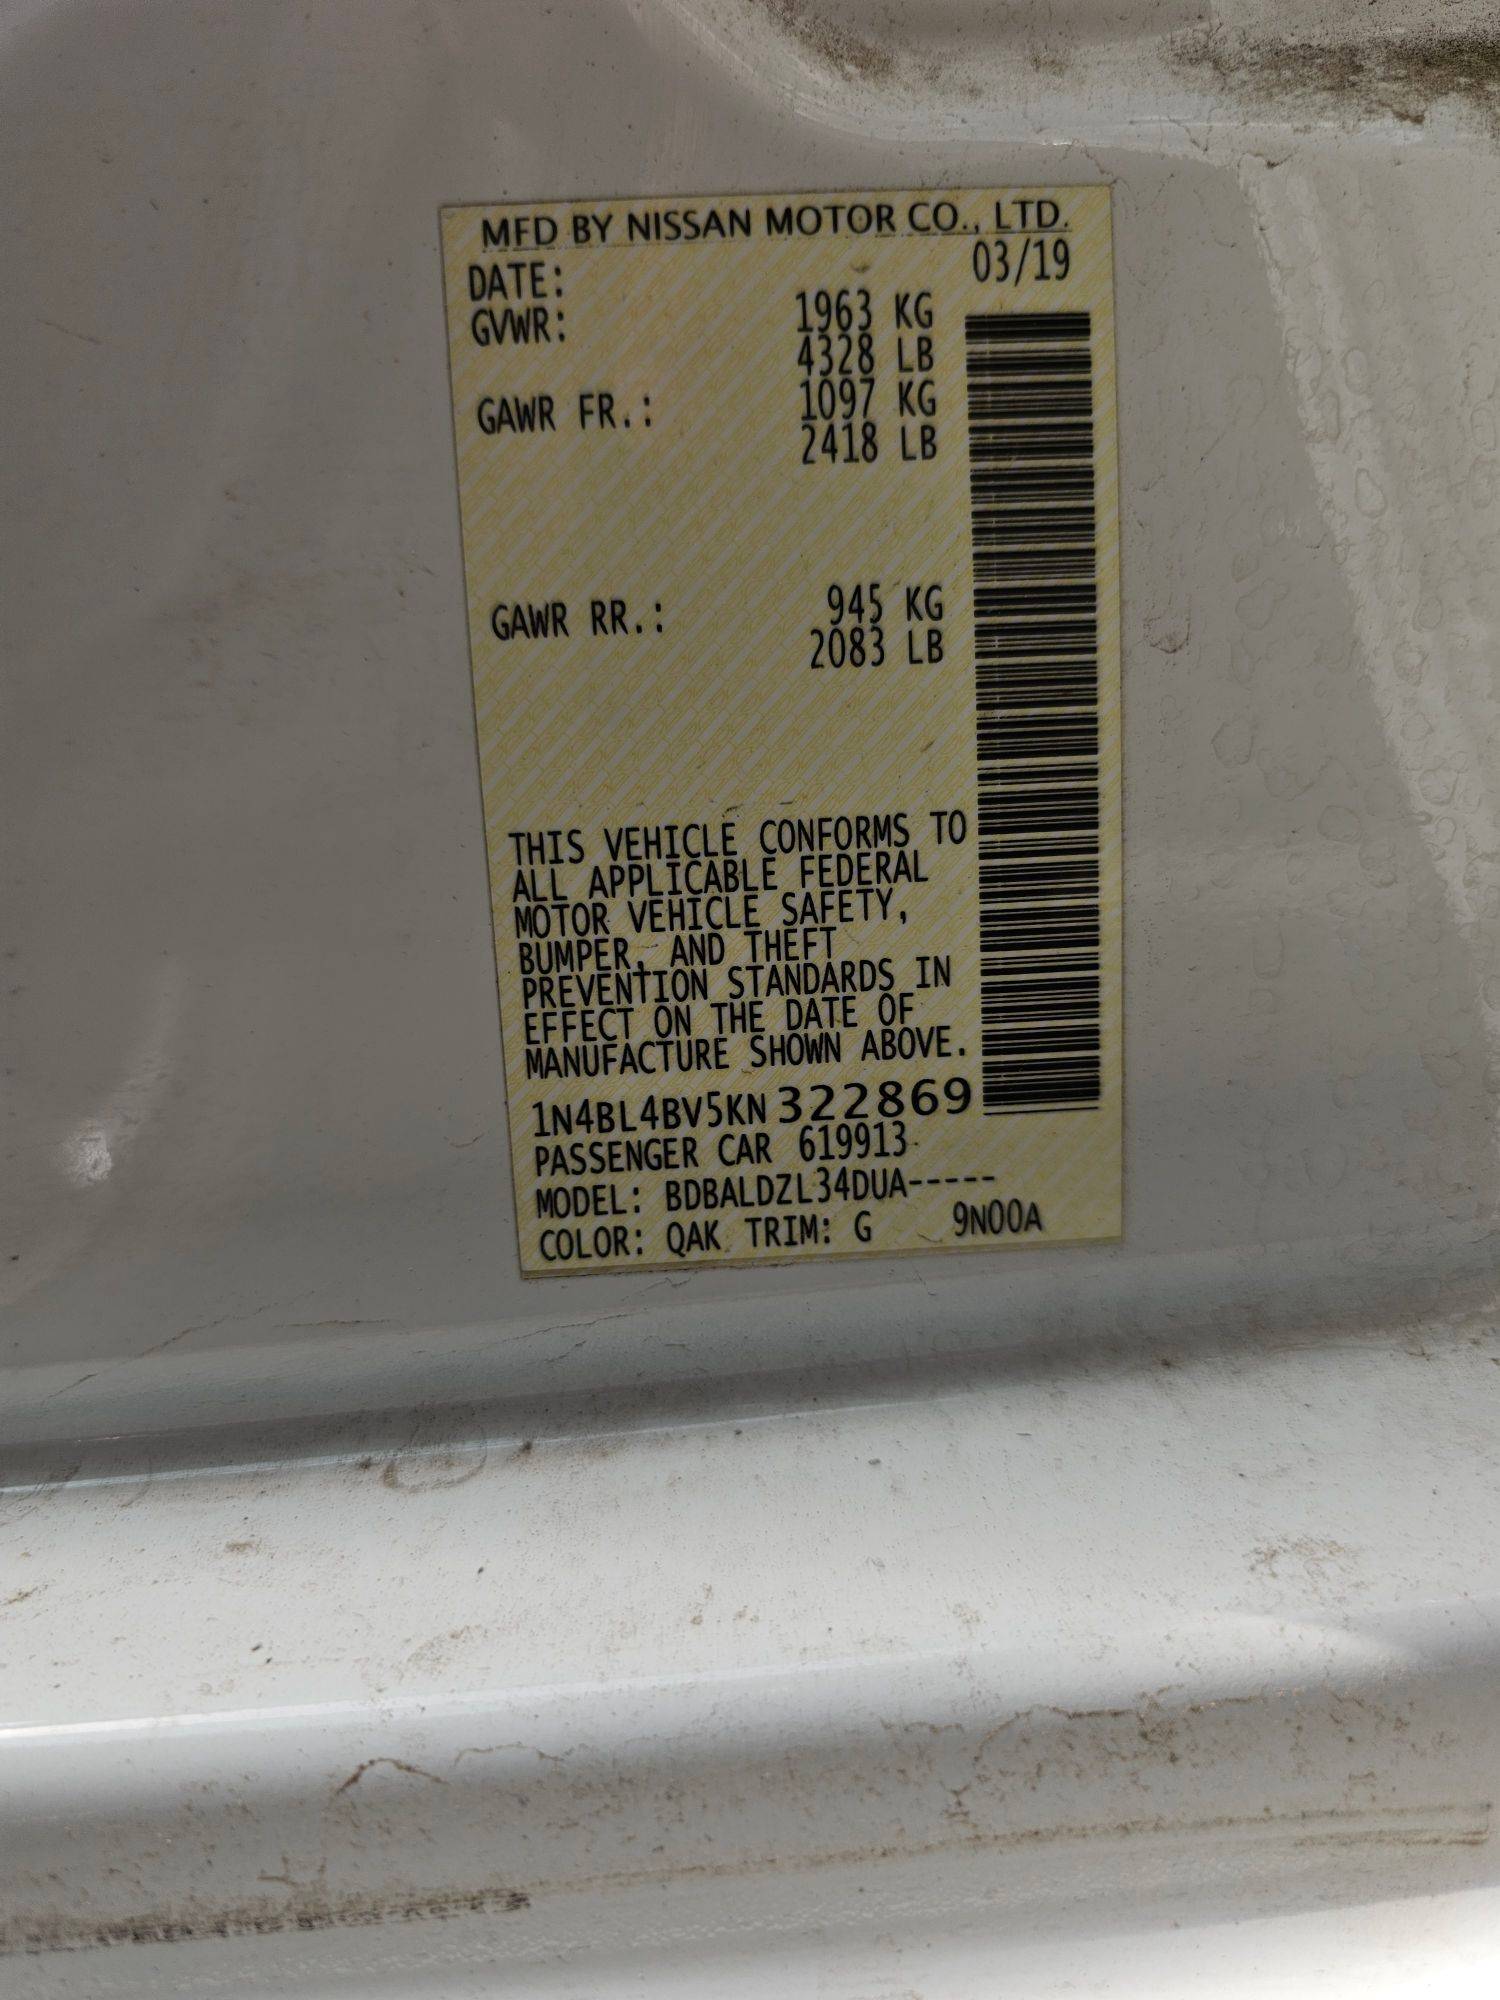 MFD BY NISSAN MOTOR CO., LTD.
DATE: 03/19
GVWR: 1963 KG
4328 LB
GAWR FR.: 1097 KG
2418 LB
GAWR RR.: 945 KG
2083 LB
THIS VEHICLE CONFORMS TO
ALL APPLICABLE FEDERAL
MOTOR VEHICLE SAFETY,
BUMPER, AND THEFT
PREVENTION STANDARDS IN
EFFECT ON THE DATE OF
MANUFACTURE SHOWN ABOVE.
1N4BL4BV5KN322869
PASSENGER CAR 619913
MODEL: BDBALDZL34DUA-----
COLOR: QAK TRIM: G 9N00A